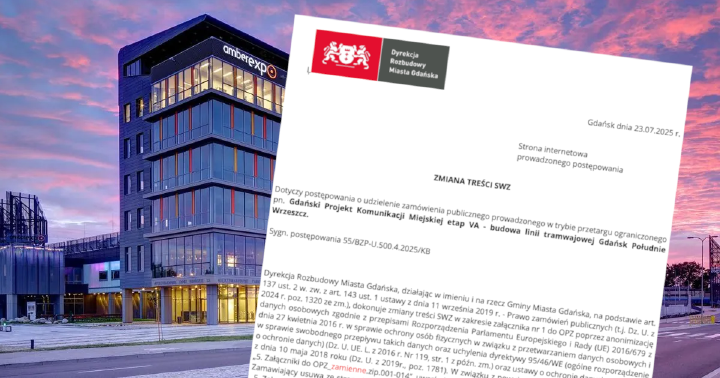 amberexpo
Dyrekcja
Rozbudowy
Miasta Gdańska
Gdańsk dnia 23.07.2025 r.
Strona internetowa
prowadzonego postępowania
ZMIANA TREŚCI SWZ
Dotyczy postępowania o udzielenie zamówienia publicznego prowadzonego w trybie przetargu ograniczonego
pn. Gdański Projekt Komunikacji Miejskiej etap VA - budowa linii tramwajowej Gdańsk Południe
Wrzeszcz.
Sygn. postępowania 55/BZP-U.500.4.2025/KB
Dyrekcja Rozbudowy Miasta Gdańska, działając w imieniu i na rzecz Gminy Miasta Gdańska, na podstawie art.
137 ust. 2 w. zw. z art. 143 ust. 1 ustawy z dnia 11 września 2019 r. - Prawo zamówień publicznych (t.j. Dz. U. z
2024 r. poz. 1320 ze zm.), dokonuje zmiany treści SWZ w zakresie załącznika nr 1 do OPZ poprzez anonimizację
danych osobowych zgodnie z przepisami Rozporządzenia Parlamentu Europejskiego i Rady (UE) 2016/679 z
dnia 27 kwietnia 2016 r. w sprawie ochrony osób fizycznych w związku z przetwarzaniem danych osobowych i
w sprawie swobodnego przepływu takich danych oraz uchylenia dyrektywy 95/46/WE (ogólne rozporządzenie
o ochronie danych) (Dz. U. UE. L. z 2016 r. Nr 119, str. 1 z późn. zm.) oraz ustawy o ochronie danych
z dnia 10 maja 2018 roku (Dz. U. z 2019r., poz. 1781). W związku z
„5. Załączniki do OPZ_zamienne.zip.001-014”
Zamawiający usuwa